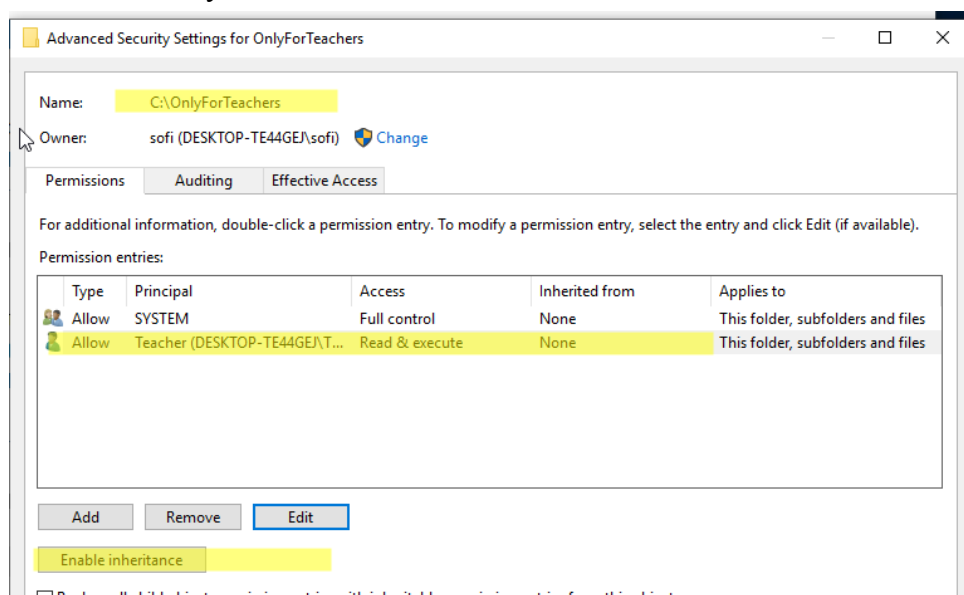 Advanced Security Settings for OnlyForTeachers
Name: C:\OnlyForTeachers
Owner: sofi (DESKTOP-TE44GEJ\sofi) Change
Permissions Auditing Effective Access
For additional information, double-click a permission entry. To modify a permission entry, select the entry and click Edit (if available).
Permission entries:
Type Principal Access Inherited from Applies to
Allow SYSTEM Full control None This folder, subfolders and files
Allow Teacher (DESKTOP-TE44GEJ\T... Read & execute None This folder, subfolders and files
Add Remove Edit
Enable inheritance